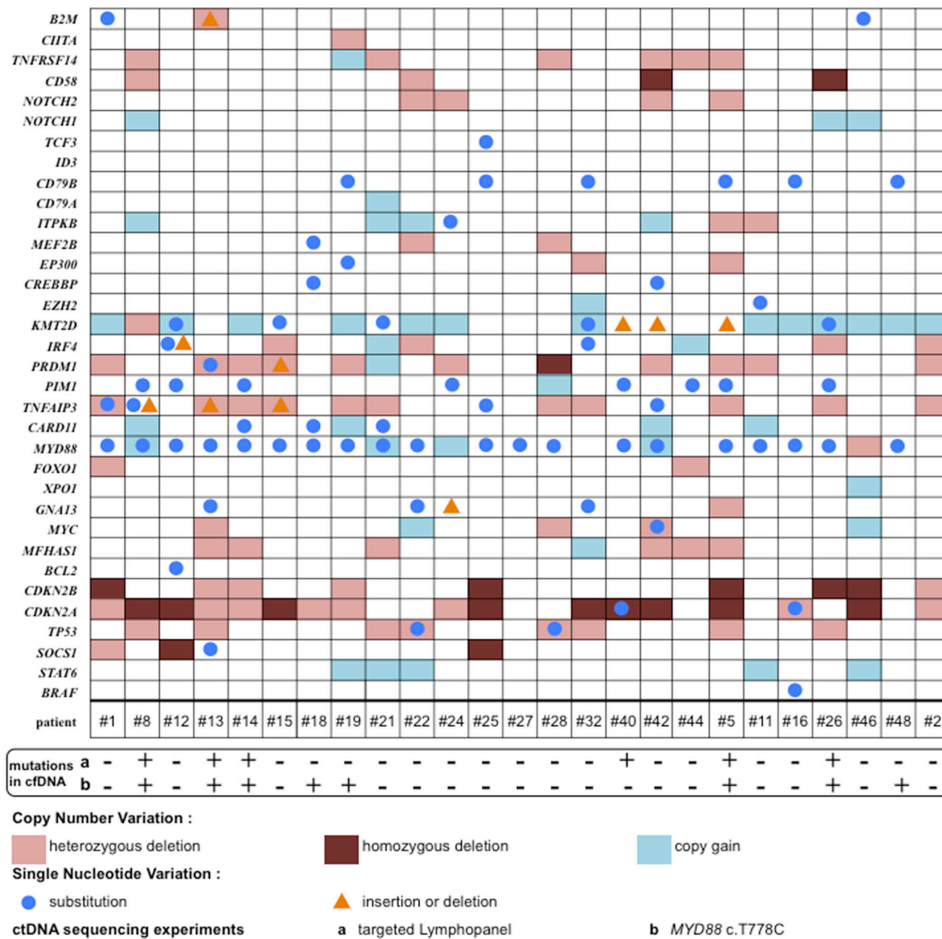 B2M
CIITA
TNFRSF14
CD58
NOTCH2
NOTCH1
TCF3
ID3
CD79B
CD79A
ITPKB
MEF2B
EP300
CREBBP
EZH2
KMT2D
IRF4
PRDM1
PIM1
TNFAIP3
CARD11
MYD88
FOXO1
XPO1
GNA13
MYC
MFHAS1
BCL2
CDKN2B
CDKN2A
TP53
SOCS1
STAT6
BRAF
patient #1 #8 #12 #13 #14 #15 #18 #19 #21 #22 #24 #25 #27 #28 #32 #40 #42 #44 #5 #11 #16 #26 #46 #48 #2
mutations a - + - + + - - - - - - - - - - + - - + - - + - - -
in cfDNA b - + - + + - + + - - - - - - - - - - + - - + - + -
Copy Number Variation :
heterozygous deletion homozygous deletion copy gain
Single Nucleotide Variation :
substitution insertion or deletion
ctDNA sequencing experiments a targeted Lymphopanel b MYD88 c.T778C